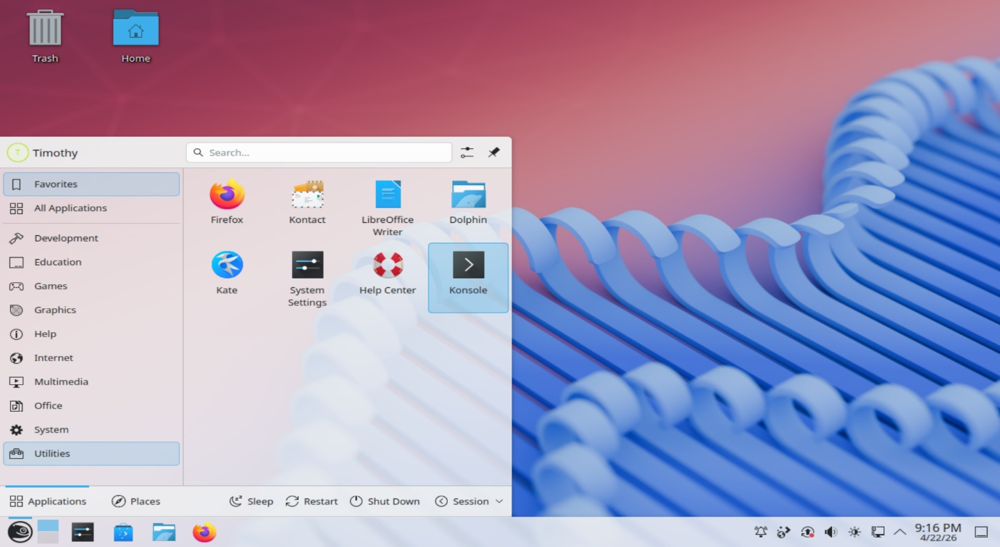 Trash
Home
Timothy
Search...
Favorites
All Applications
Development
Education
Games
Graphics
Help
Internet
Multimedia
Office
System
Utilities
Firefox
Kontact
LibreOffice
Writer
Dolphin
Kate
System
Settings
Help Center
Konsole
Applications
Places
Sleep
Restart
Shut Down
Session
9:16 PM
4/22/26